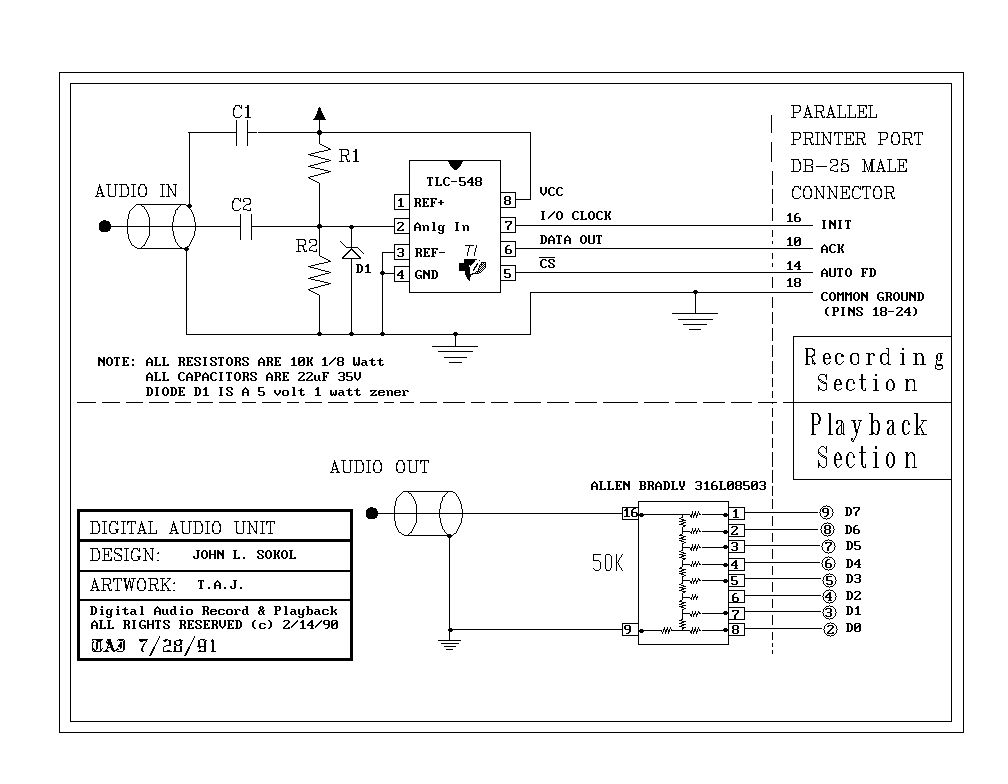 C1
R1
C2
R2
D1
AUDIO IN
TLC-548
1 REF+
2 Anlg In
3 REF-
4 GND
TI
8 VCC
7 I/O CLOCK
6 DATA OUT
5 CS
PARALLEL
PRINTER PORT
DB-25 MALE
CONNECTOR
16 INIT
10 ACK
14 AUTO FD
18 COMMON GROUND
(PINS 18-24)
NOTE: ALL RESISTORS ARE 10K 1/8 Watt
ALL CAPACITORS ARE 22uF 35V
DIODE D1 IS A 5 volt 1 watt zener
Recording
Section
Playback
Section
AUDIO OUT
ALLEN BRADLY 316L08503
50K
16
9
1 9 D7
2 8 D6
3 7 D5
4 6 D4
5 5 D3
6 4 D2
7 3 D1
8 2 D0
DIGITAL AUDIO UNIT
DESIGN: JOHN L. SOKOL
ARTWORK: T.A.J.
Digital Audio Record & Playback
ALL RIGHTS RESERVED (c) 2/14/90
TAJ 7/28/91